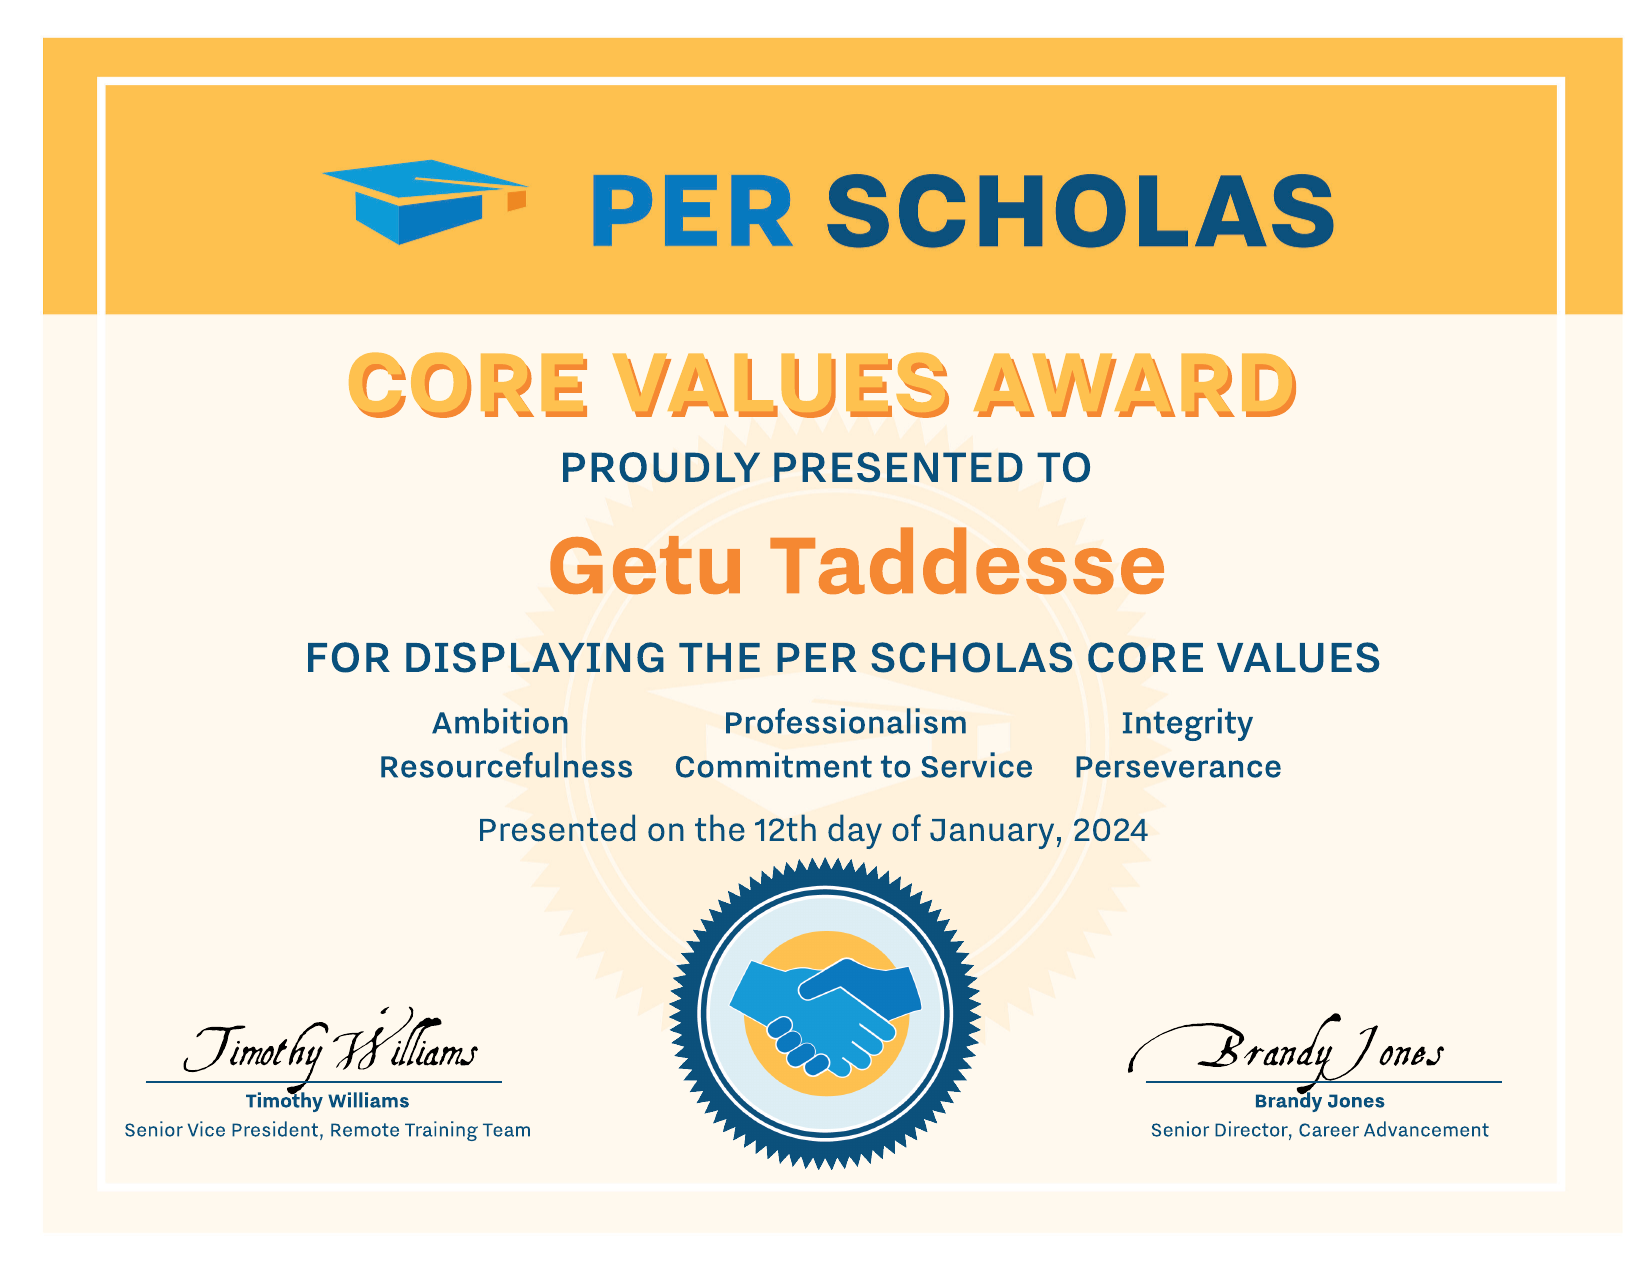 PER SCHOLAS
CORE VALUES AWARD
PROUDLY PRESENTED TO
Getu Taddesse
FOR DISPLAYING THE PER SCHOLAS CORE VALUES
Ambition Professionalism Integrity
Resourcefulness Commitment to Service Perseverance
Presented on the 12th day of January, 2024
Timothy Williams
Timothy Williams
Senior Vice President, Remote Training Team
Brandy Jones
Brandy Jones
Senior Director, Career Advancement